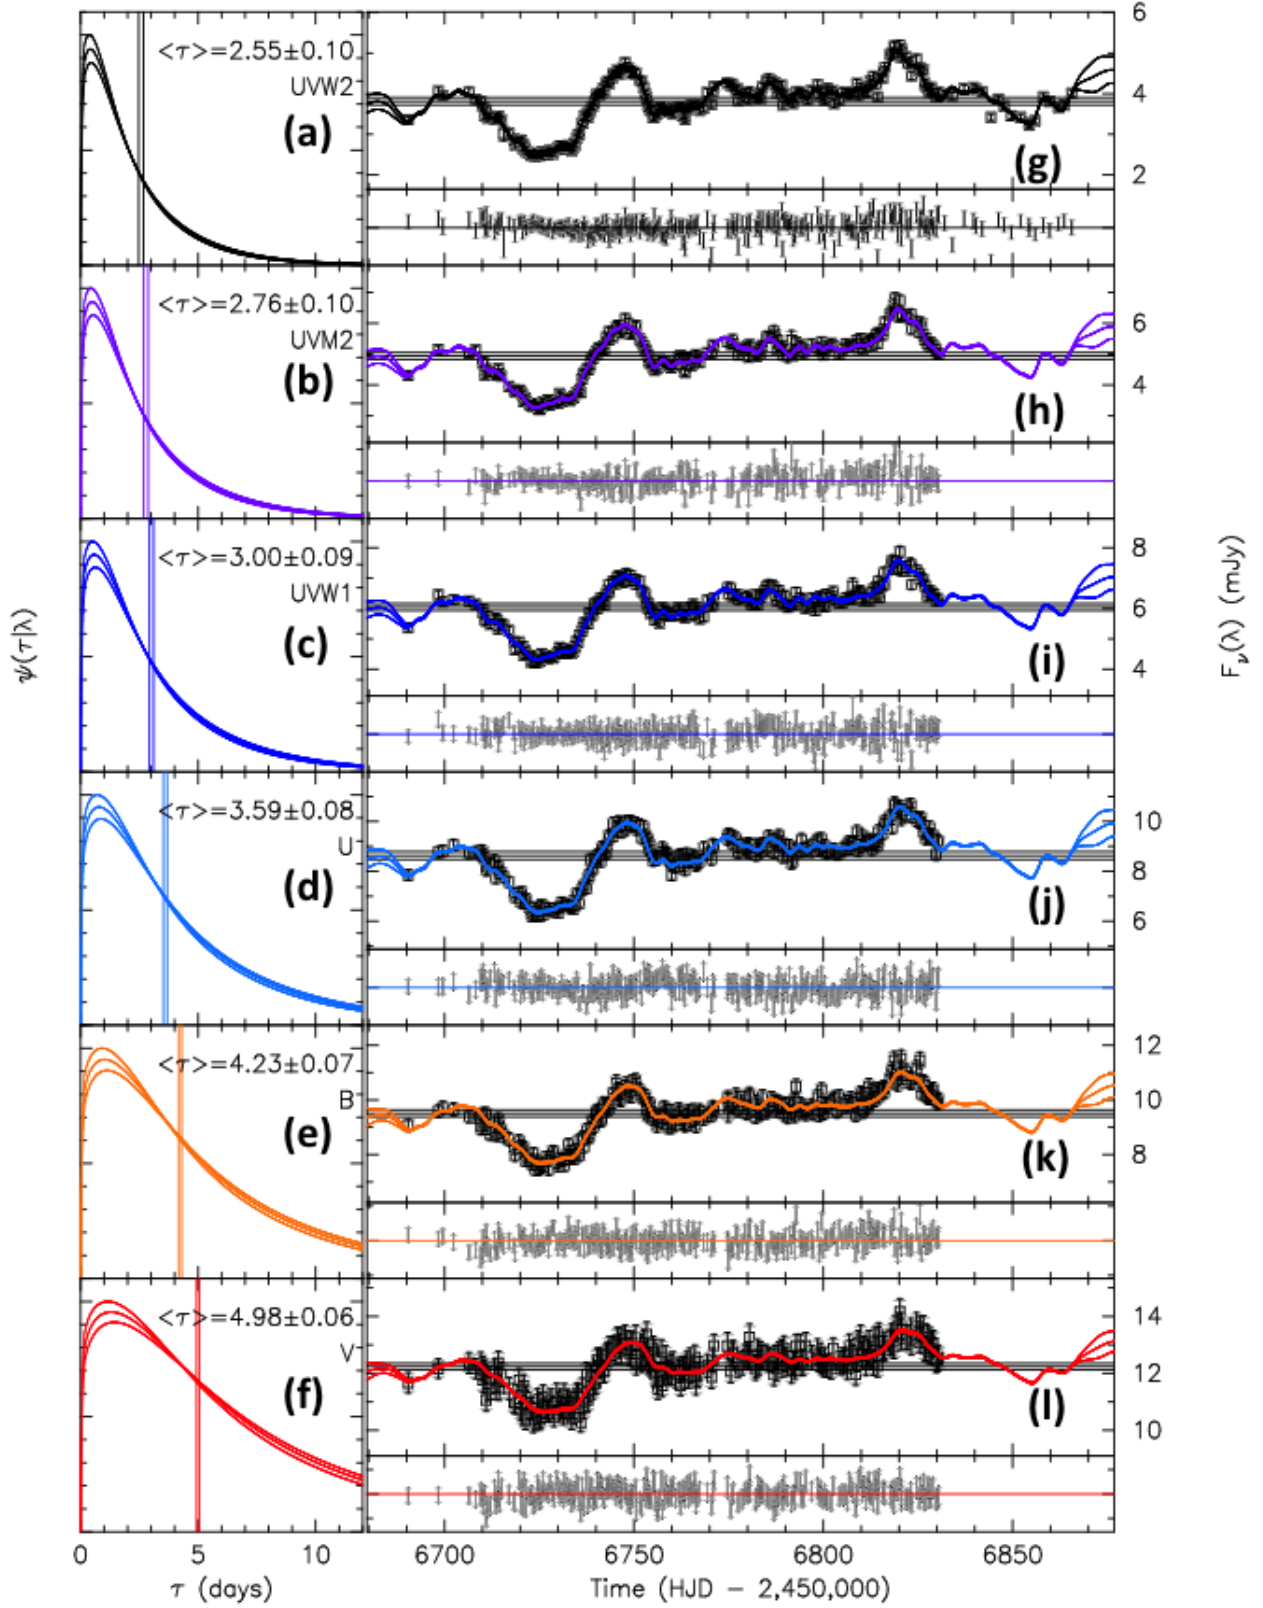 <τ>=2.55±0.10
UVW2
(a)
(g)
6
4
2
<τ>=2.76±0.10
UVM2
(b)
(h)
6
4
<τ>=3.00±0.09
UVW1
(c)
(i)
8
6
4
ψ(τ|λ)
F_ν(λ) (mJy)
<τ>=3.59±0.08
U
(d)
(j)
10
8
6
<τ>=4.23±0.07
B
(e)
(k)
12
10
8
<τ>=4.98±0.06
V
(f)
(l)
14
12
10
0 5 10
6700 6750 6800 6850
τ (days)
Time (HJD − 2,450,000)